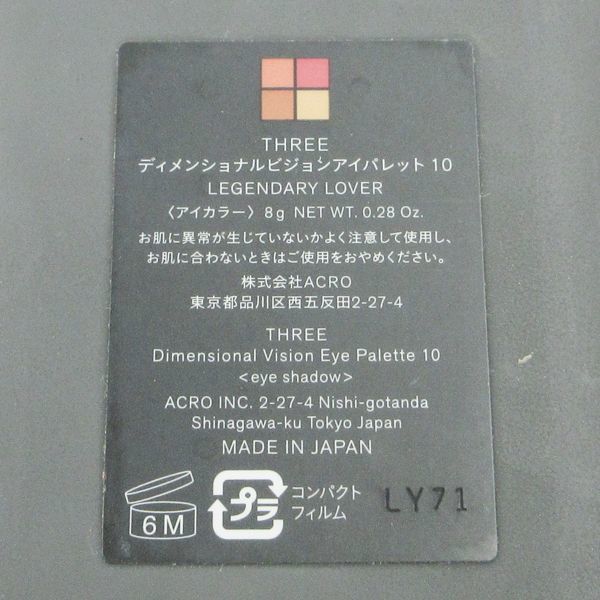 THREE
ディメンショナルビジョンアイパレット 10
LEGENDARY LOVER
〈アイカラー〉8g NET WT. 0.28 Oz.
お肌に異常が生じていないかよく注意して使用し、
お肌に合わないときはご使用をおやめください。
株式会社ACRO
東京都品川区西五反田2-27-4
THREE
Dimensional Vision Eye Palette 10
<eye shadow>
ACRO INC. 2-27-4 Nishi-gotanda
Shinagawa-ku Tokyo Japan
MADE IN JAPAN
6M
プラ
コンパクト
フィルム
LY71